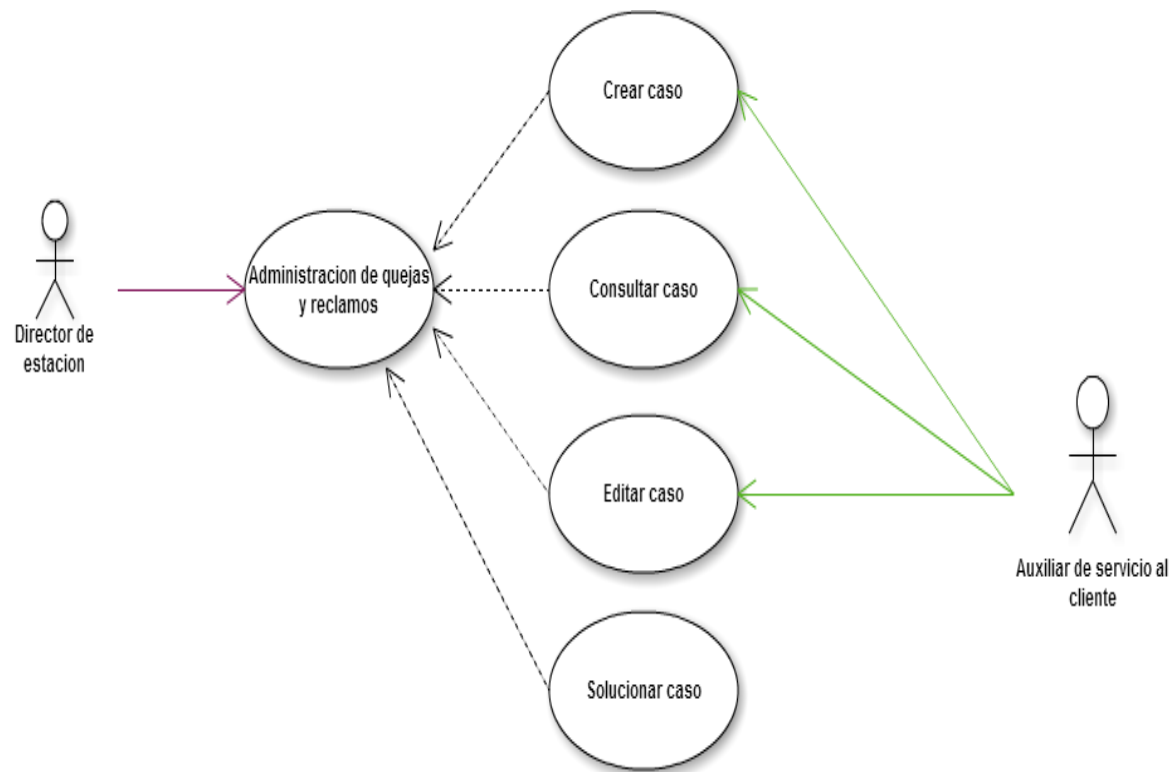 Crear caso
Director de
estacion
Administracion de quejas
y reclamos
Consultar caso
Editar caso
Auxiliar de servicio al
cliente
Solucionar caso